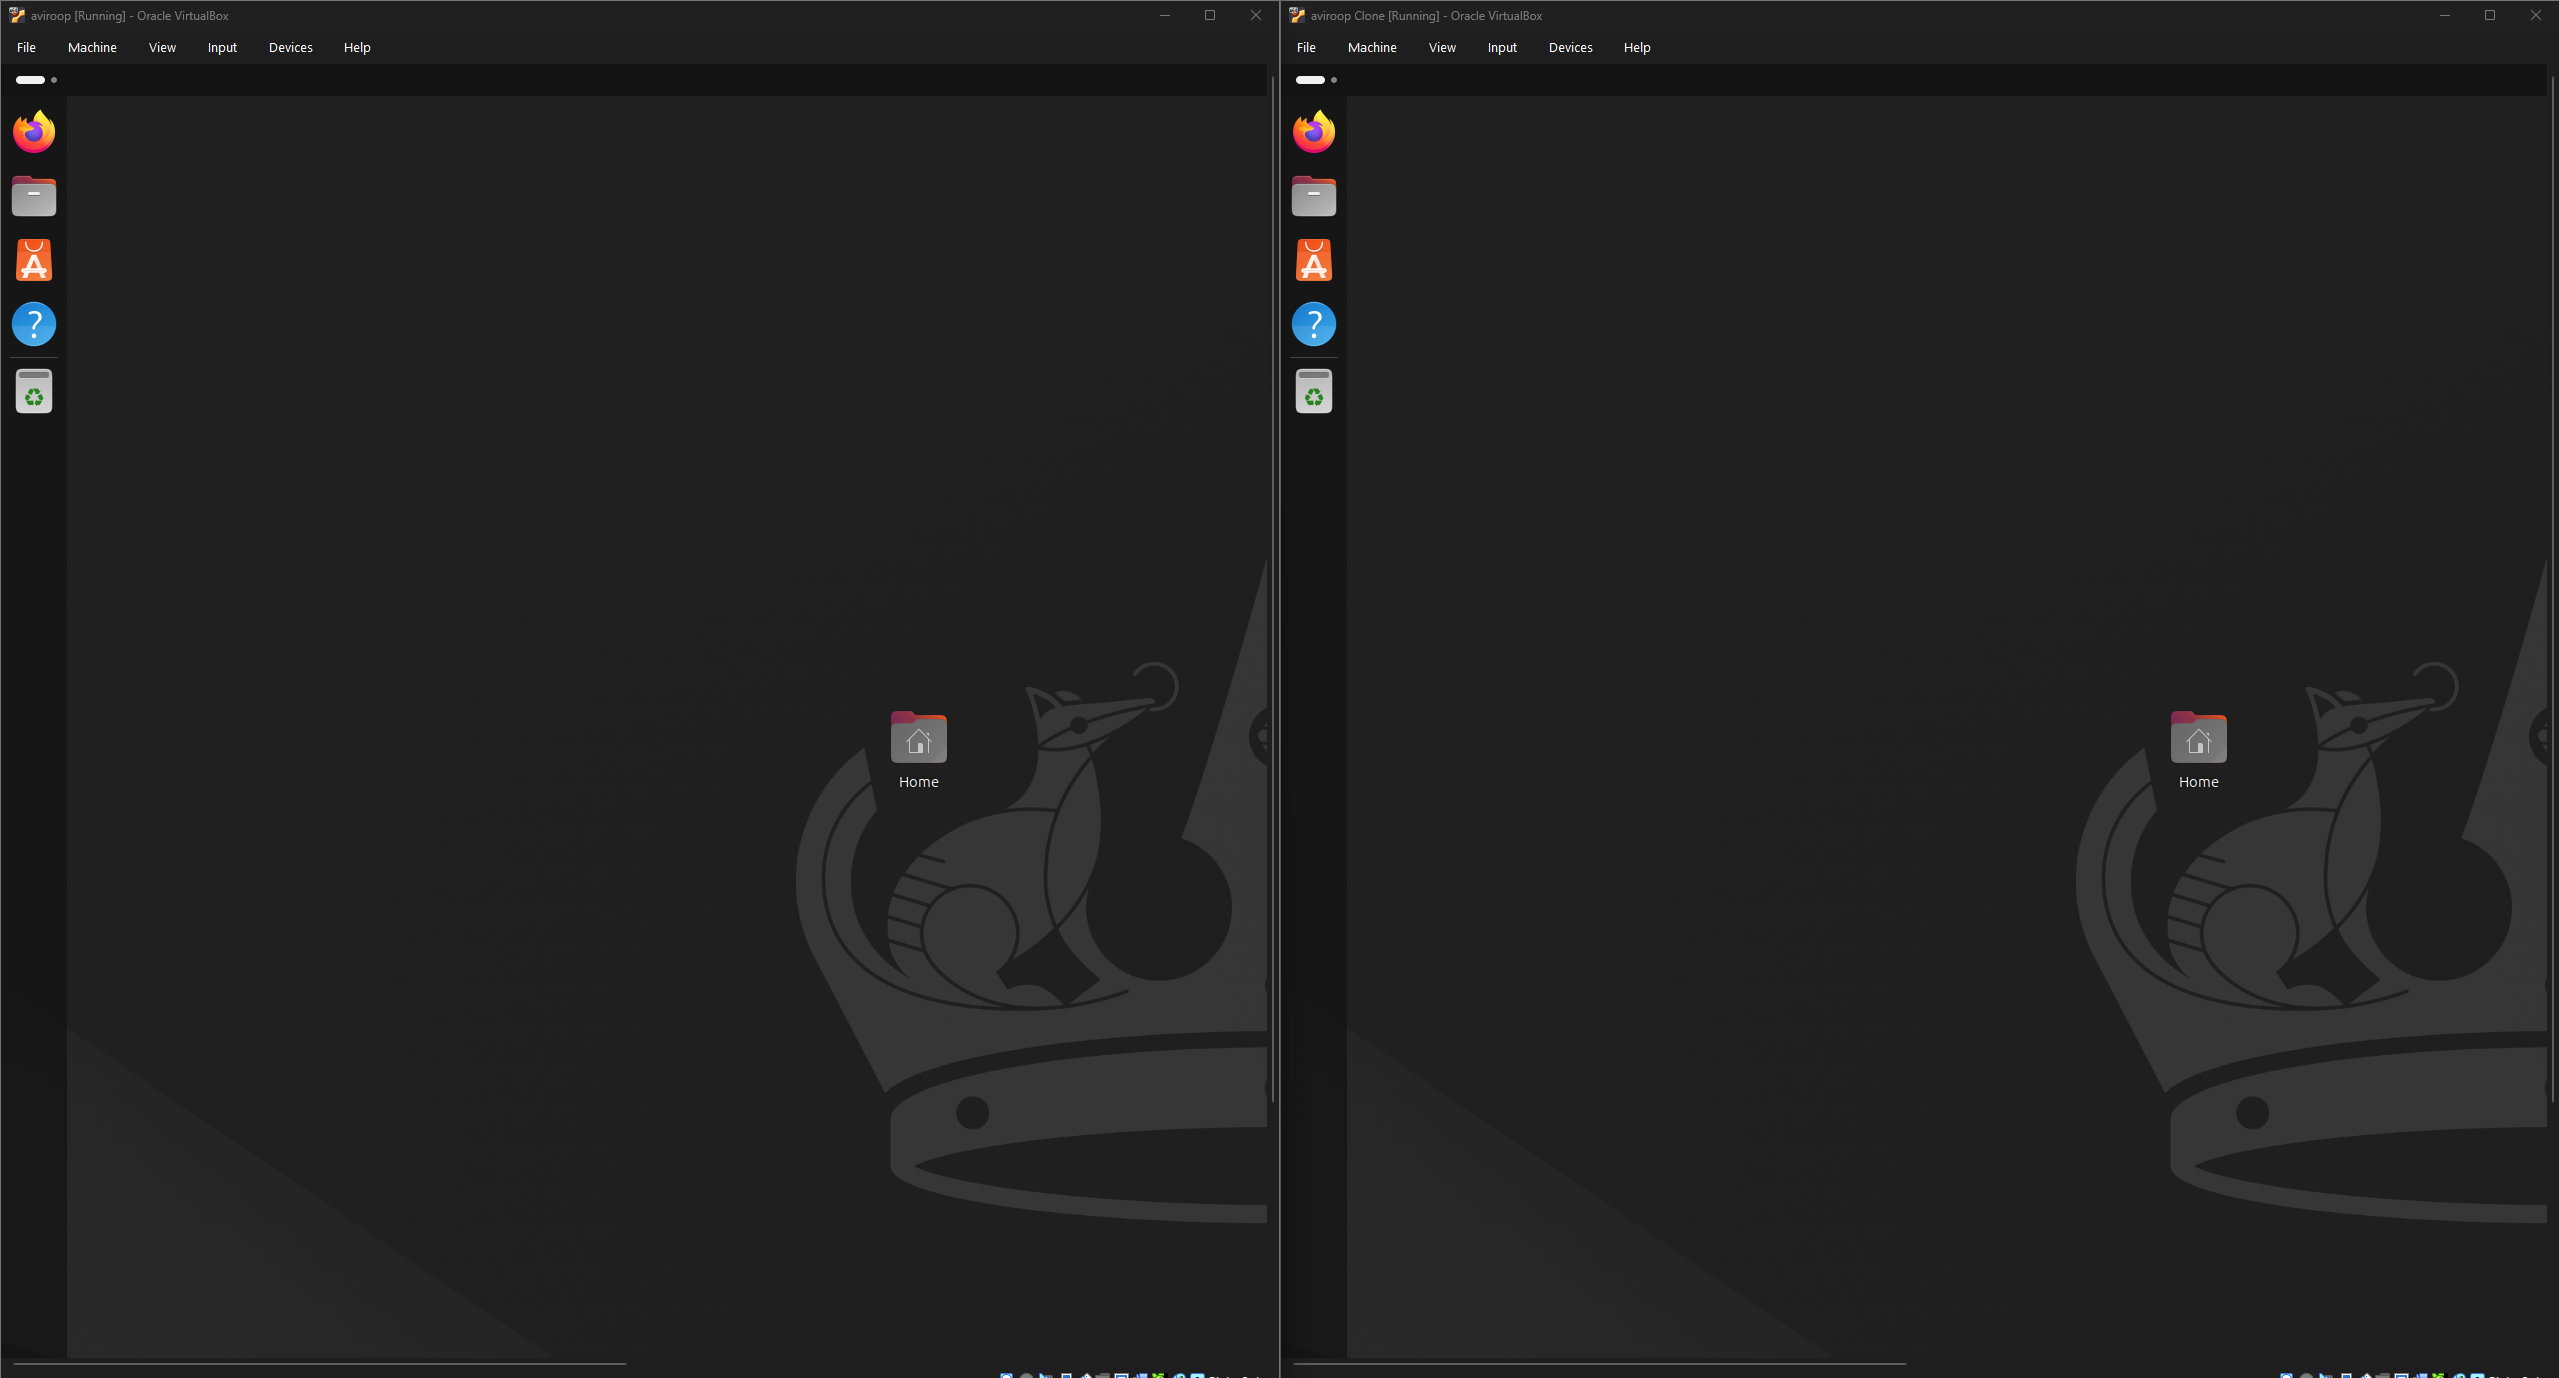 aviroop [Running] - Oracle VirtualBox
File Machine View Input Devices Help
Home
aviroop Clone [Running] - Oracle VirtualBox
File Machine View Input Devices Help
Home